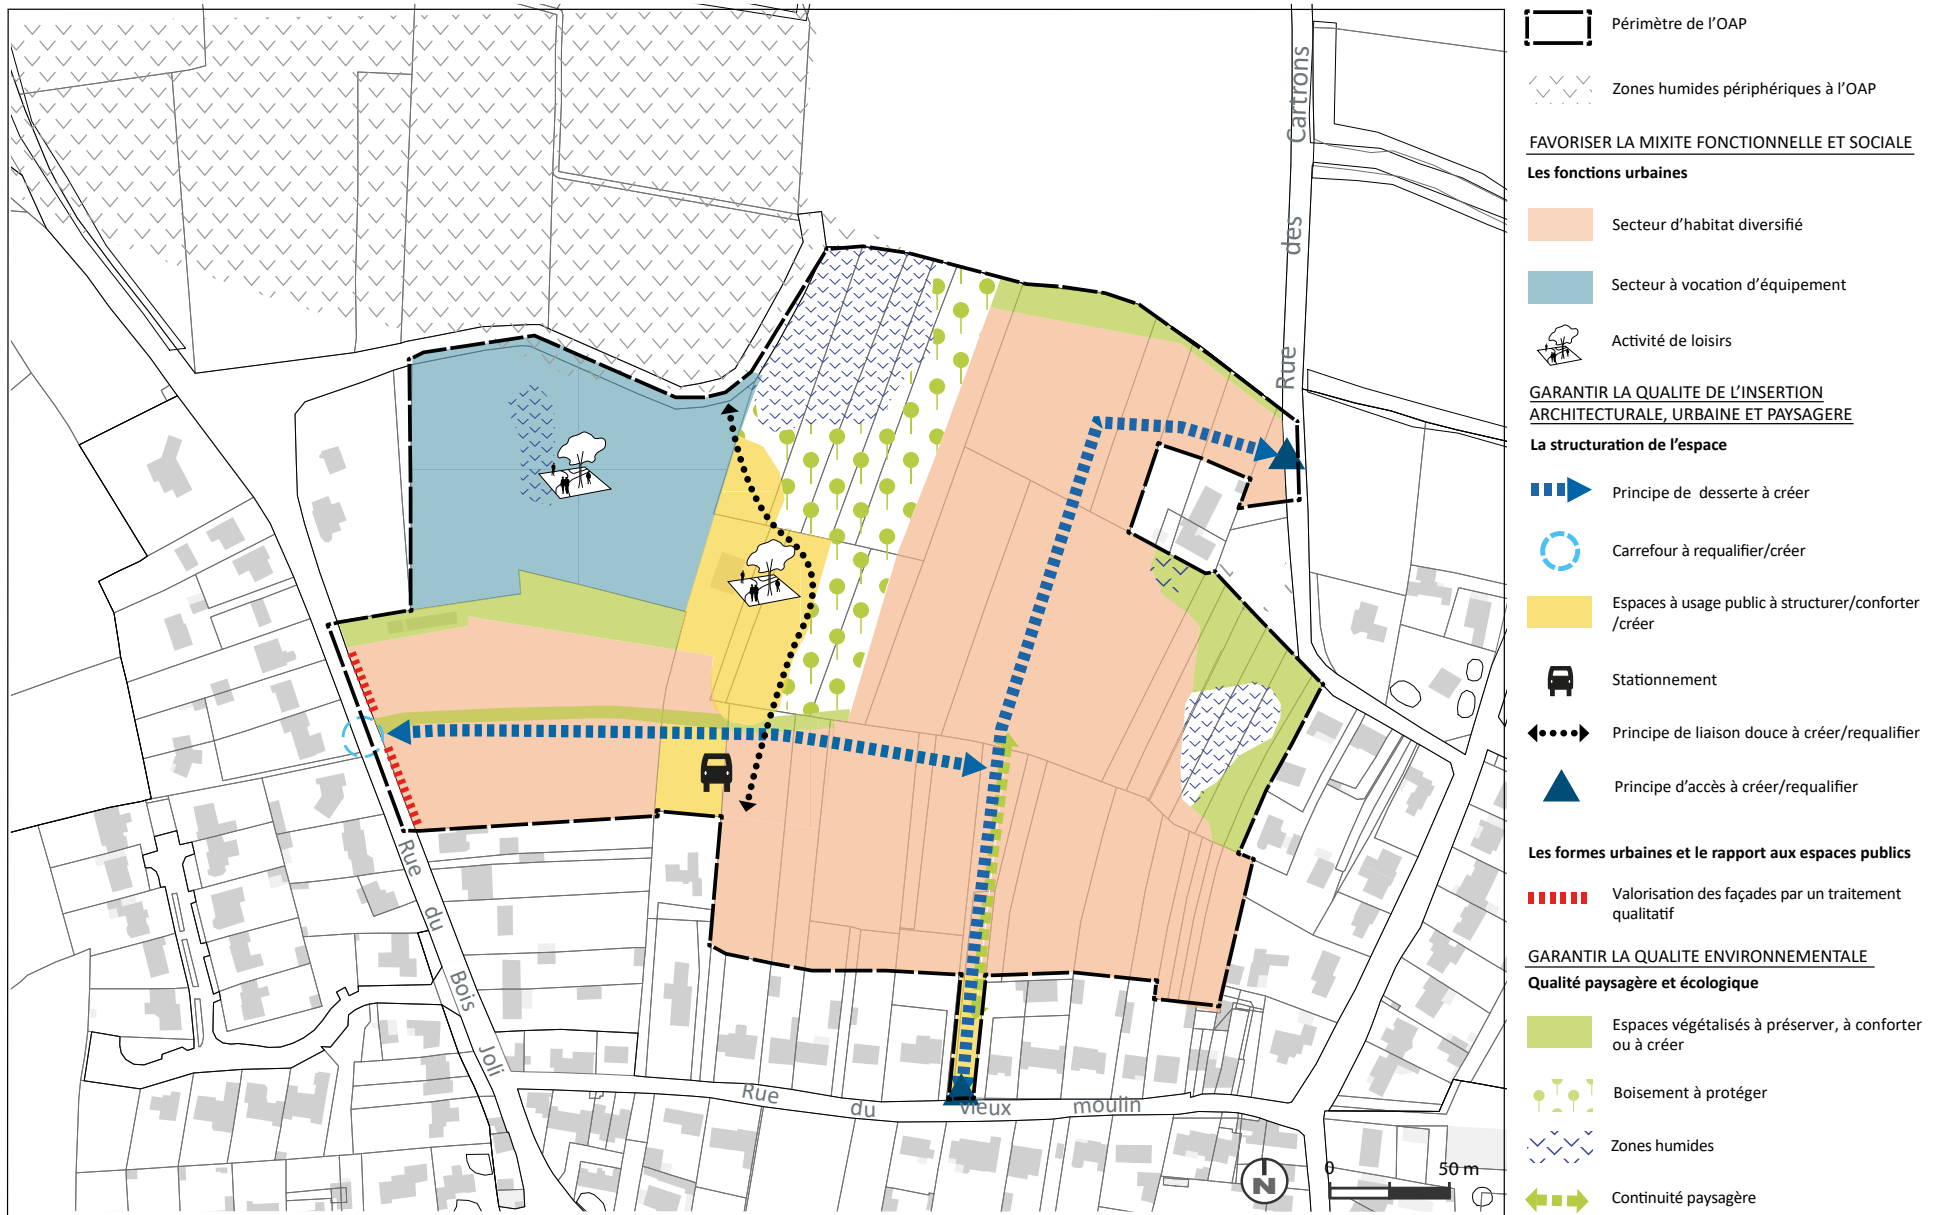 Rue des Cartrons
Rue du Bois Joli
Rue du vieux moulin
N
0 50 m
Périmètre de l'OAP
Zones humides périphériques à l'OAP
FAVORISER LA MIXITE FONCTIONNELLE ET SOCIALE
Les fonctions urbaines
Secteur d'habitat diversifié
Secteur à vocation d'équipement
Activité de loisirs
GARANTIR LA QUALITE DE L'INSERTION
ARCHITECTURALE, URBAINE ET PAYSAGERE
La structuration de l'espace
Principe de desserte à créer
Carrefour à requalifier/créer
Espaces à usage public à structurer/conforter
/créer
Stationnement
Principe de liaison douce à créer/requalifier
Principe d'accès à créer/requalifier
Les formes urbaines et le rapport aux espaces publics
Valorisation des façades par un traitement
qualitatif
GARANTIR LA QUALITE ENVIRONNEMENTALE
Qualité paysagère et écologique
Espaces végétalisés à préserver, à conforter
ou à créer
Boisement à protéger
Zones humides
Continuité paysagère